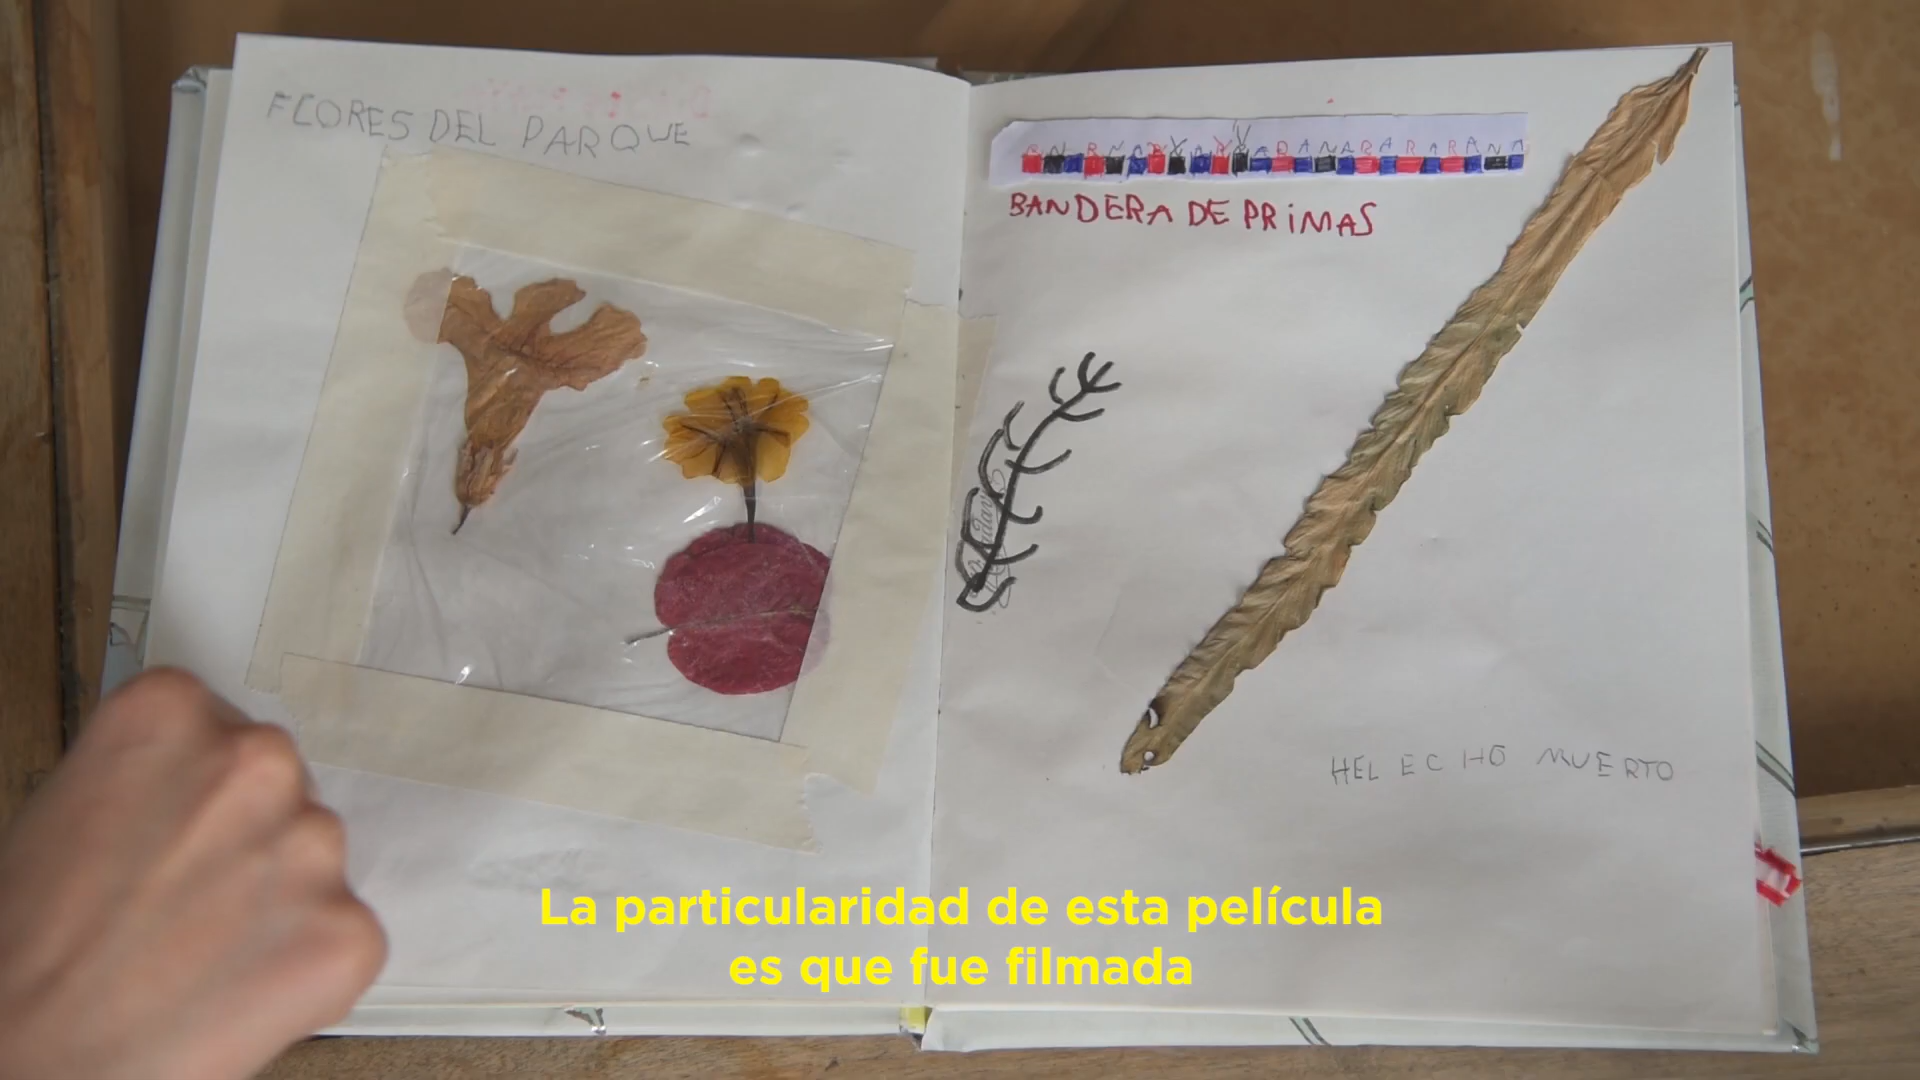 FLORES DEL PARQUE
BANDERA DE PRIMAS
HELECHO MUERTO
La particularidad de esta película
es que fue filmada